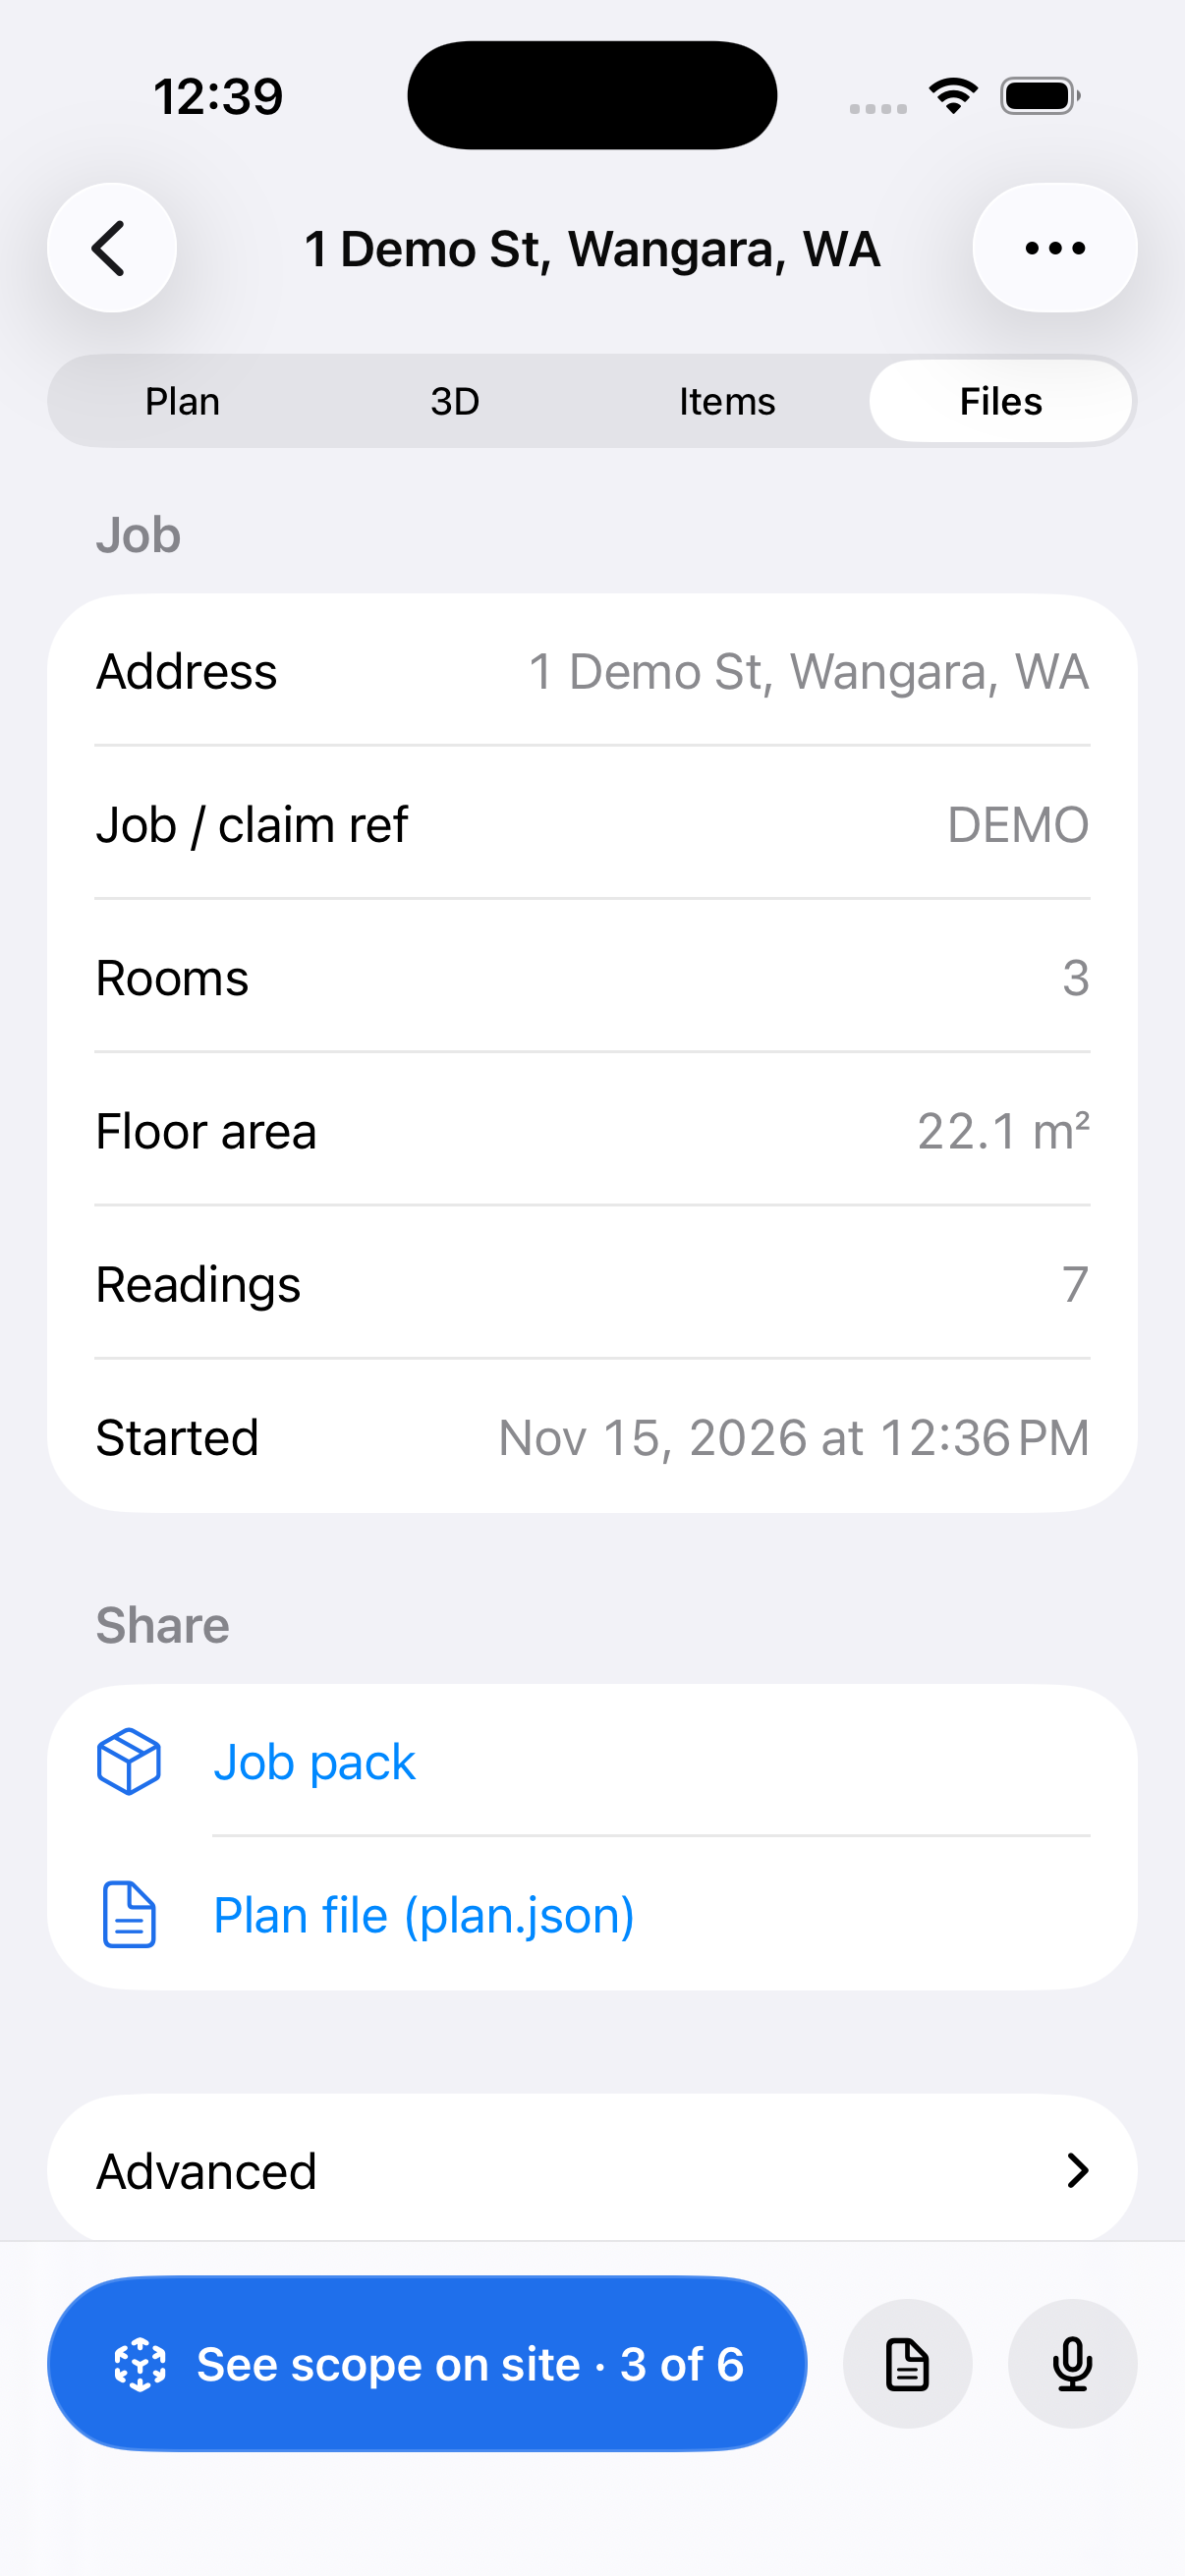 12:39
1 Demo St, Wangara, WA
Plan 3D Items Files
Job
Address 1 Demo St, Wangara, WA
Job / claim ref DEMO
Rooms 3
Floor area 22.1 m²
Readings 7
Started Nov 15, 2026 at 12:36 PM
Share
Job pack
Plan file (plan.json)
Advanced
See scope on site · 3 of 6